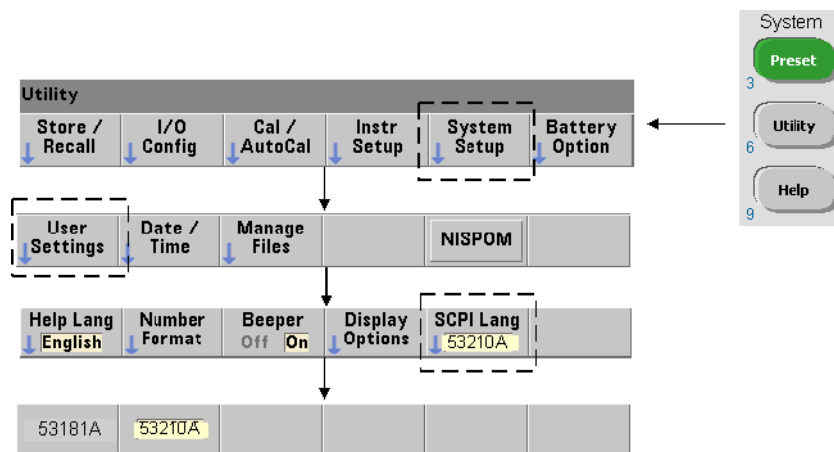 System
Preset
3
Utility
6
Help
9
Utility
Store / Recall
I/O Config
Cal / AutoCal
Instr Setup
System Setup
Battery Option
User Settings
Date / Time
Manage Files
NISPOM
Help Lang
English
Number Format
Beeper
Off On
Display Options
SCPI Lang
53210A
53181A
53210A